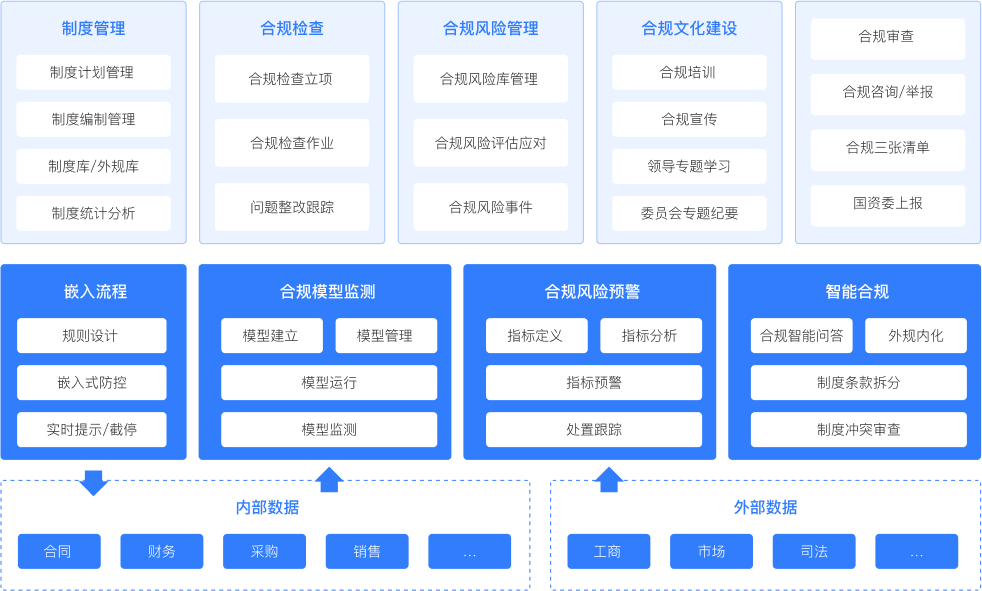 制度管理
制度计划管理
制度编制管理
制度库/外规库
制度统计分析
合规检查
合规检查立项
合规检查作业
问题整改跟踪
合规风险管理
合规风险库管理
合规风险评估应对
合规风险事件
合规文化建设
合规培训
合规宣传
领导专题学习
委员会专题纪要
合规审查
合规咨询/举报
合规三张清单
国资委上报
嵌入流程
规则设计
嵌入式防控
实时提示/截停
合规模型监测
模型建立
模型管理
模型运行
模型监测
合规风险预警
指标定义
指标分析
指标预警
处置跟踪
智能合规
合规智能问答
外规内化
制度条款拆分
制度冲突审查
内部数据
合同
财务
采购
销售
...
外部数据
工商
市场
司法
...